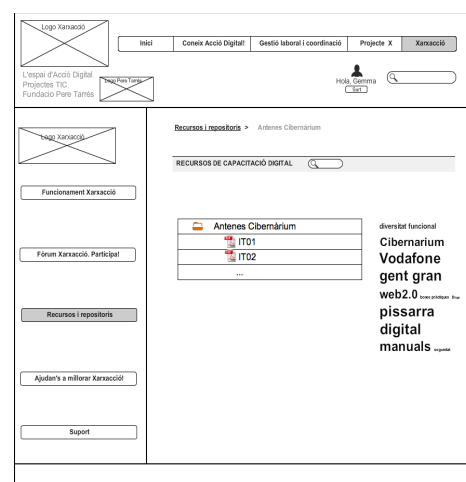 Logo Xarxacció
Inici
Coneix Acció Digital!
Gestió laboral i coordinació
Projecte X
Xarxacció
L'espai d'Acció Digital
Projectes TIC.
Fundacio Pere Tarrés
Logo Pere Tarrés
Hola, Gemma
Sort
Logo Xarxacció
Recursos i repositoris > Antenes Cibernàrium
RECURSOS DE CAPACITACIÓ DIGITAL
Funcionament Xarxacció
Fòrum Xarxacció. Participa!
Recursos i repositoris
Ajudan's a millorar Xarxacció!
Suport
Antenes Cibernàrium
IT01
IT02
...
diversitat funcional
Cibernarium
Vodafone
gent gran
web2.0 bones pràctiques
pissarra
digital
manuals seguretat